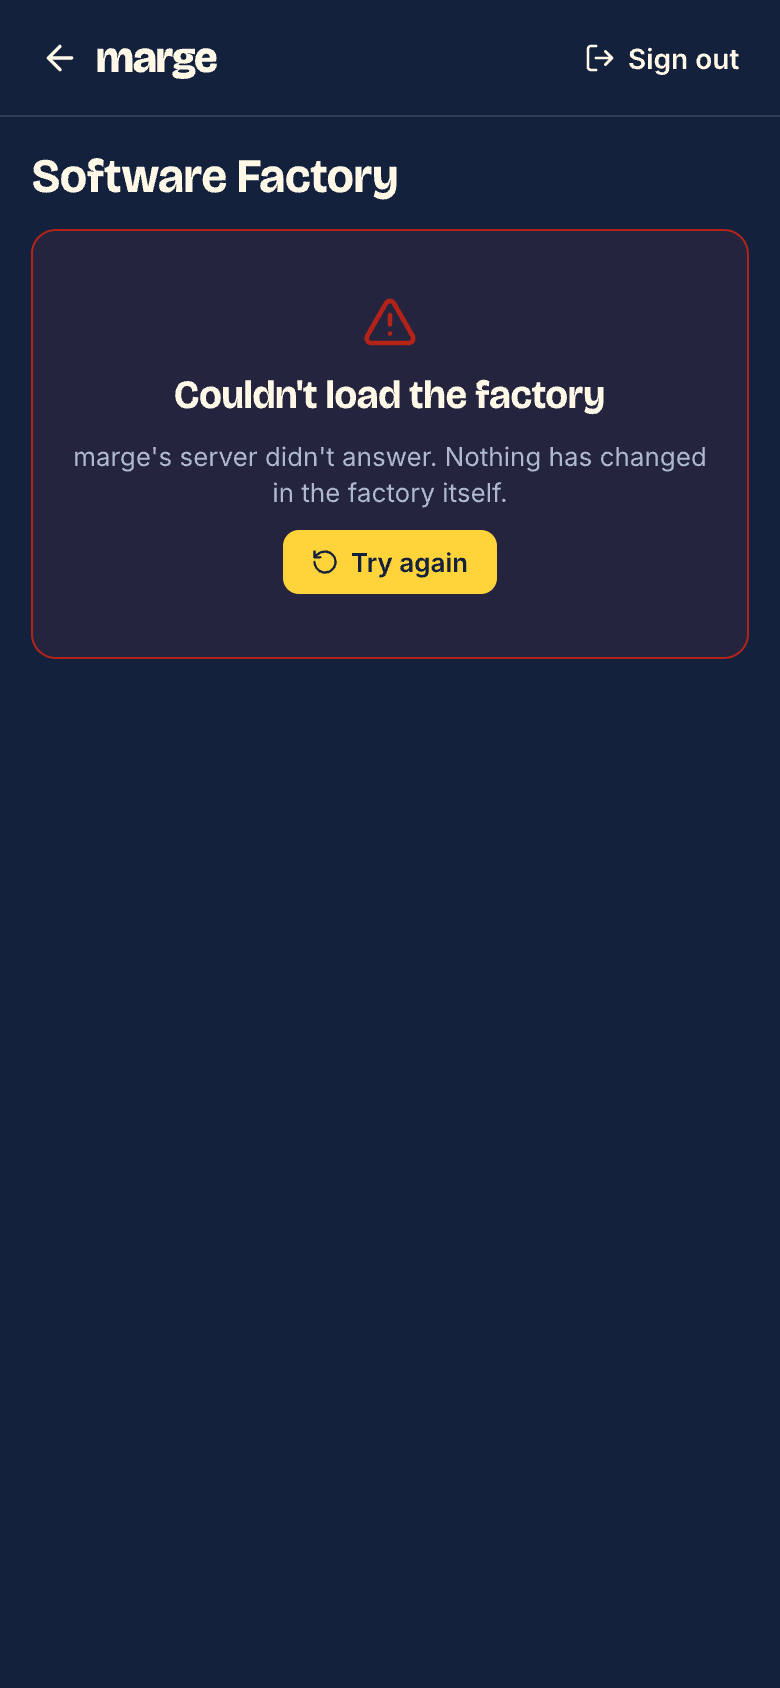 marge
Sign out
Software Factory
Couldn't load the factory
marge's server didn't answer. Nothing has changed
in the factory itself.
Try again